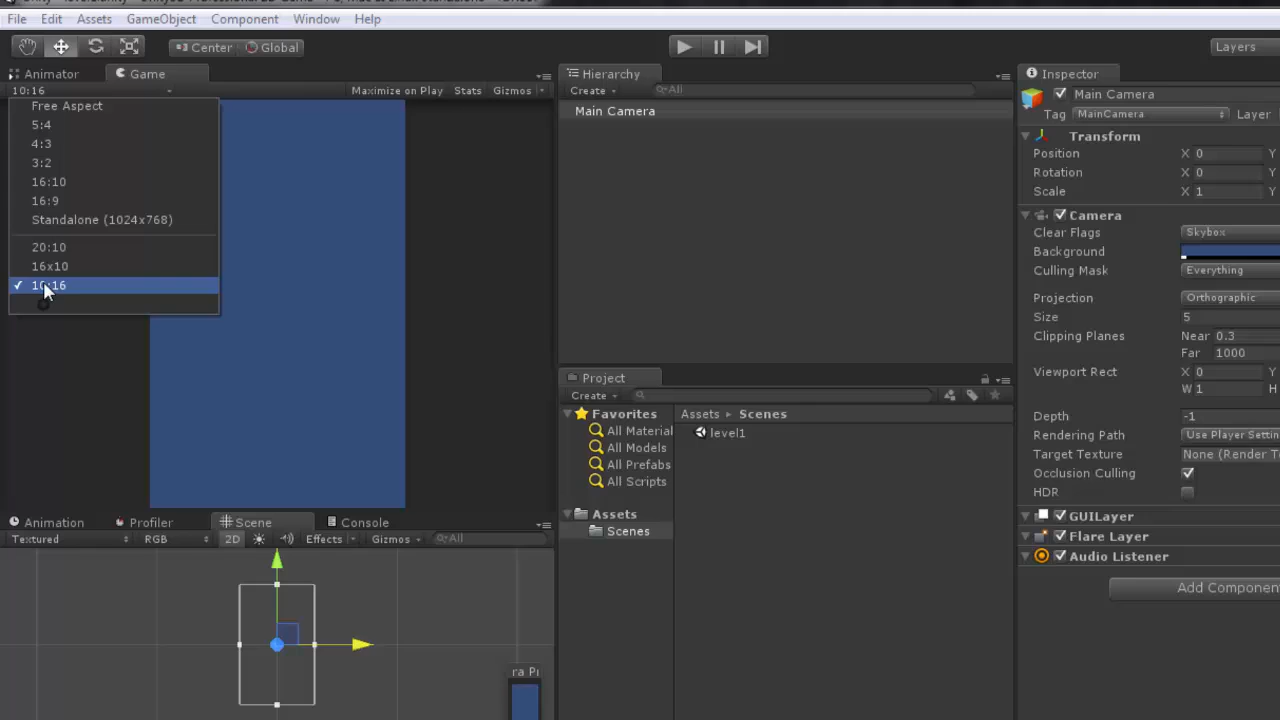 File Edit Assets GameObject Component Window Help
Center Global Layers
Animator Game
10:16 Maximize on Play Stats Gizmos
Free Aspect
5:4
4:3
3:2
16:10
16:9
Standalone (1024x768)
20:10
16x10
10:16
Hierarchy
Create All
Main Camera
Project
Create
Favorites
All Material
All Models
All Prefabs
All Scripts
Assets
Scenes
Assets Scenes
level1
Animation Profiler Scene Console
Textured RGB 2D Effects Gizmos All
ra Pr
Inspector
Main Camera
Tag MainCamera Layer
Transform
Position X 0 Y
Rotation X 0 Y
Scale X 1 Y
Camera
Clear Flags Skybox
Background
Culling Mask Everything
Projection Orthographic
Size 5
Clipping Planes Near 0.3
Far 1000
Viewport Rect X 0 Y
W 1 H
Depth -1
Rendering Path Use Player Settin
Target Texture None (Render T
Occlusion Culling
HDR
GUILayer
Flare Layer
Audio Listener
Add Componen